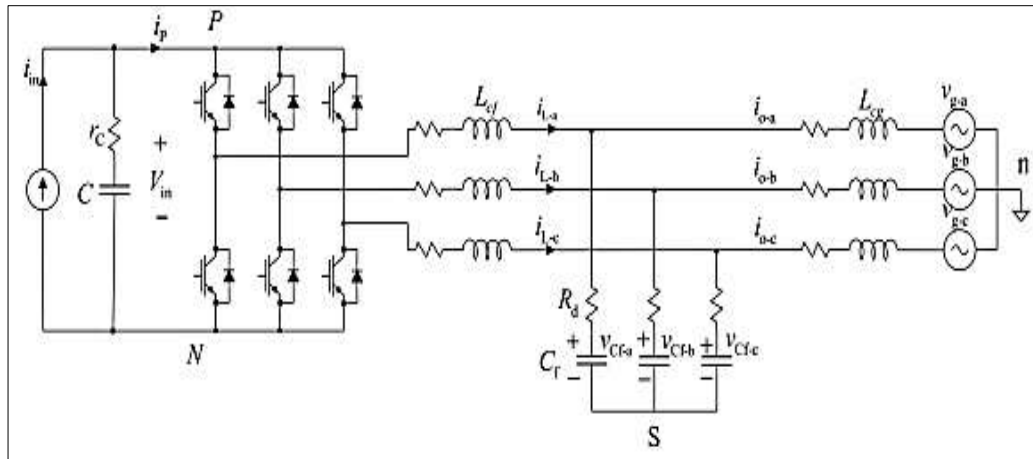 P
i_p
i_in
r_C
C
+
V_in
−
N
L_cf
i_L-a
i_L-b
i_L-c
i_o-a
i_o-b
i_o-c
L_cg
v_g-a
v_g-b
v_g-c
n
R_d
+
v_Cf-a
−
C_f
+
v_Cf-b
−
+
v_Cf-c
−
S